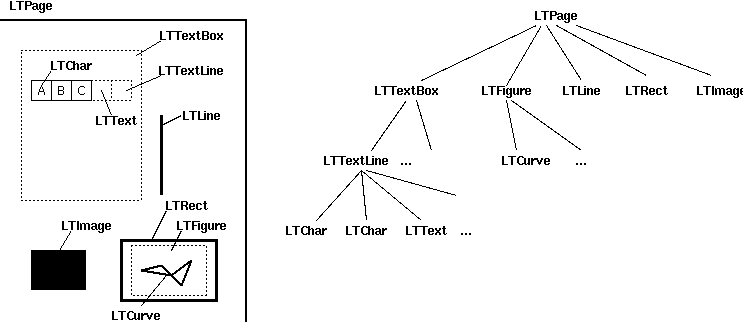 LTPage
LTTextBox
LTChar
LTTextLine
A B C
LTText
LTLine
LTRect
LTImage
LTFigure
LTCurve
LTPage
LTTextBox LTFigure LTLine LTRect LTImage
LTTextLine ... LTCurve ...
LTChar LTChar LTText ...